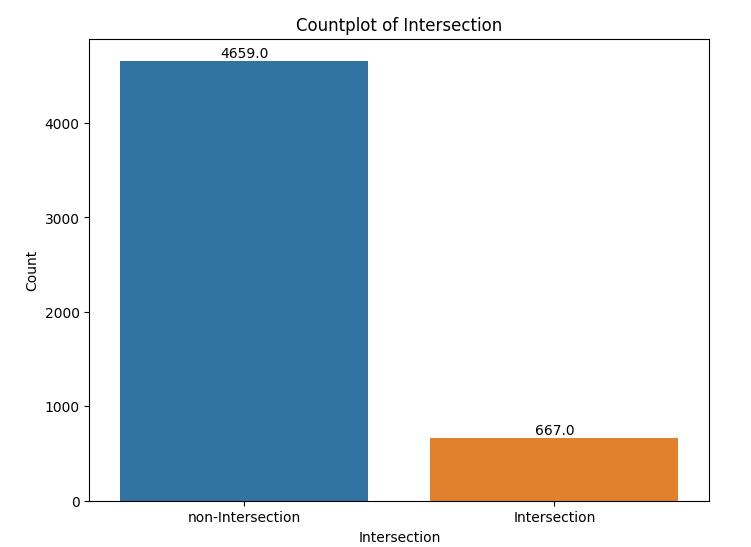 Countplot of Intersection
4659.0
4000
3000
Count
2000
1000
667.0
0
non-Intersection Intersection
Intersection